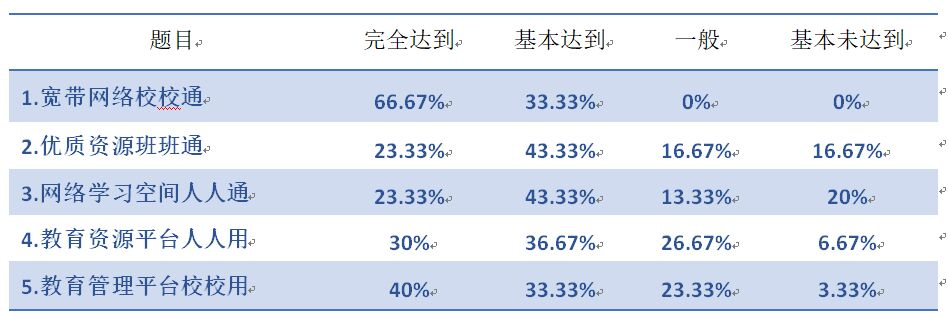 题目 完全达到 基本达到 一般 基本未达到
1.宽带网络校校通 66.67% 33.33% 0% 0%
2.优质资源班班通 23.33% 43.33% 16.67% 16.67%
3.网络学习空间人人通 23.33% 43.33% 13.33% 20%
4.教育资源平台人人用 30% 36.67% 26.67% 6.67%
5.教育管理平台校校用 40% 33.33% 23.33% 3.33%